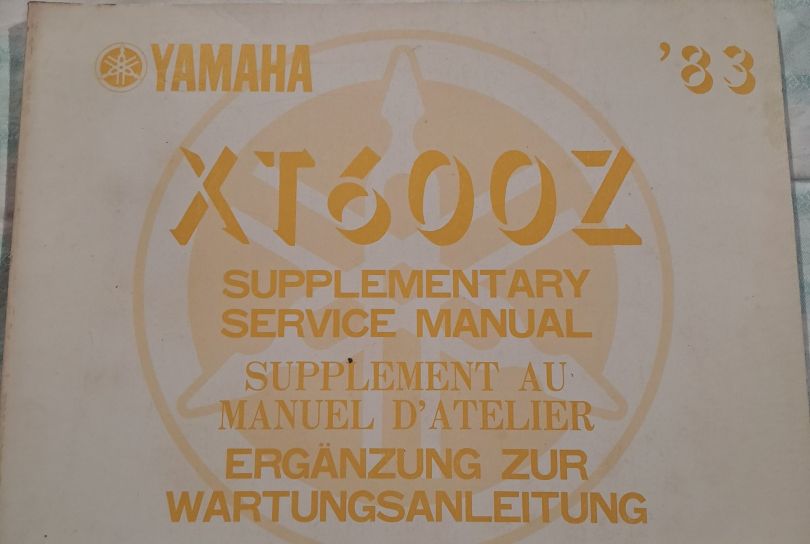 YAMAHA '83
XT600Z
SUPPLEMENTARY
SERVICE MANUAL
SUPPLEMENT AU
MANUEL D'ATELIER
ERGÄNZUNG ZUR
WARTUNGSANLEITUNG